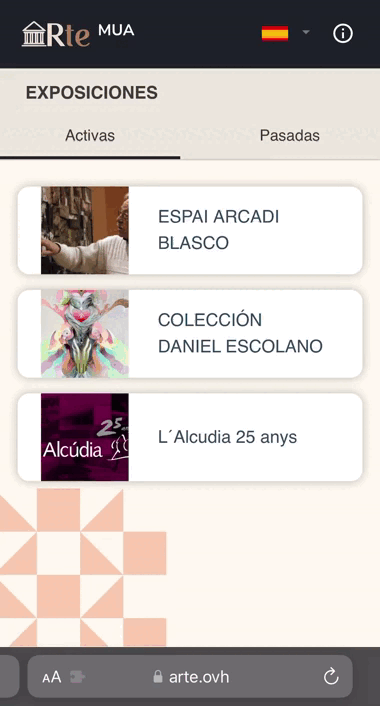 Rte MUA
EXPOSICIONES
Activas
Pasadas
ESPAI ARCADI
BLASCO
COLECCIÓN
DANIEL ESCOLANO
25
Alcúdia
L´Alcudia 25 anys
AA
arte.ovh